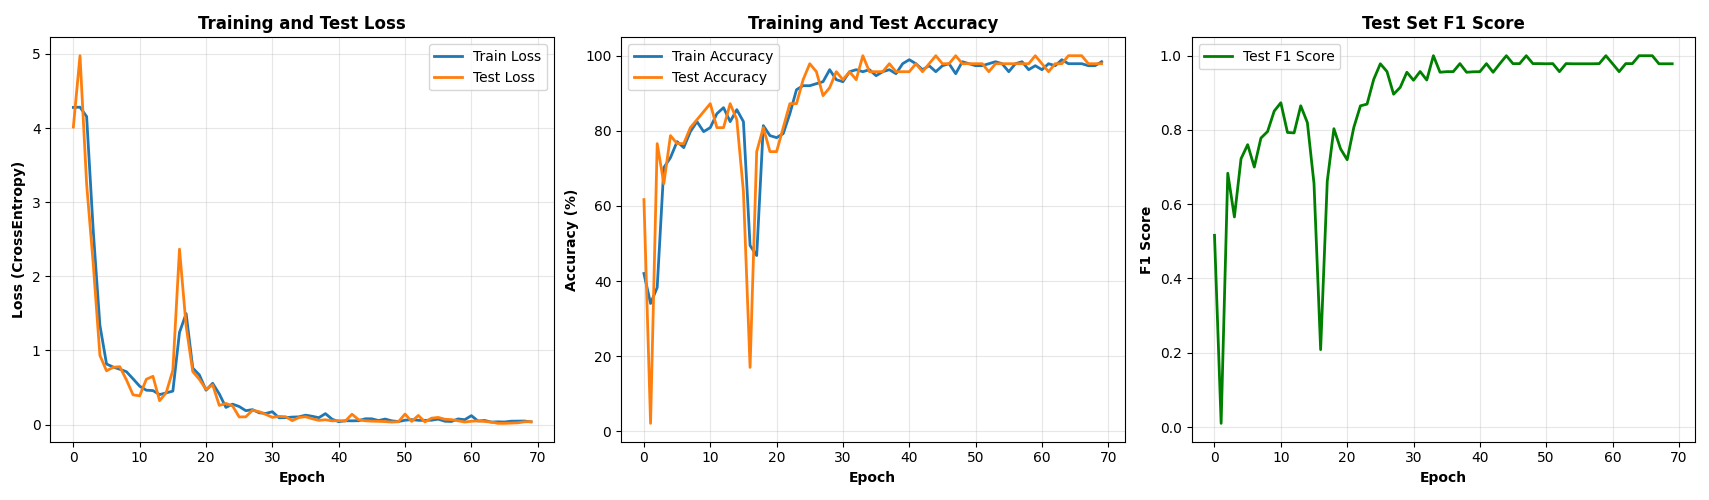 Training and Test Loss
Train Loss
Test Loss
5
4
3
2
1
0
Loss (CrossEntropy)
0 10 20 30 40 50 60 70
Epoch
Training and Test Accuracy
Train Accuracy
Test Accuracy
100
80
60
40
20
0
Accuracy (%)
0 10 20 30 40 50 60 70
Epoch
Test Set F1 Score
Test F1 Score
1.0
0.8
0.6
0.4
0.2
0.0
F1 Score
0 10 20 30 40 50 60 70
Epoch